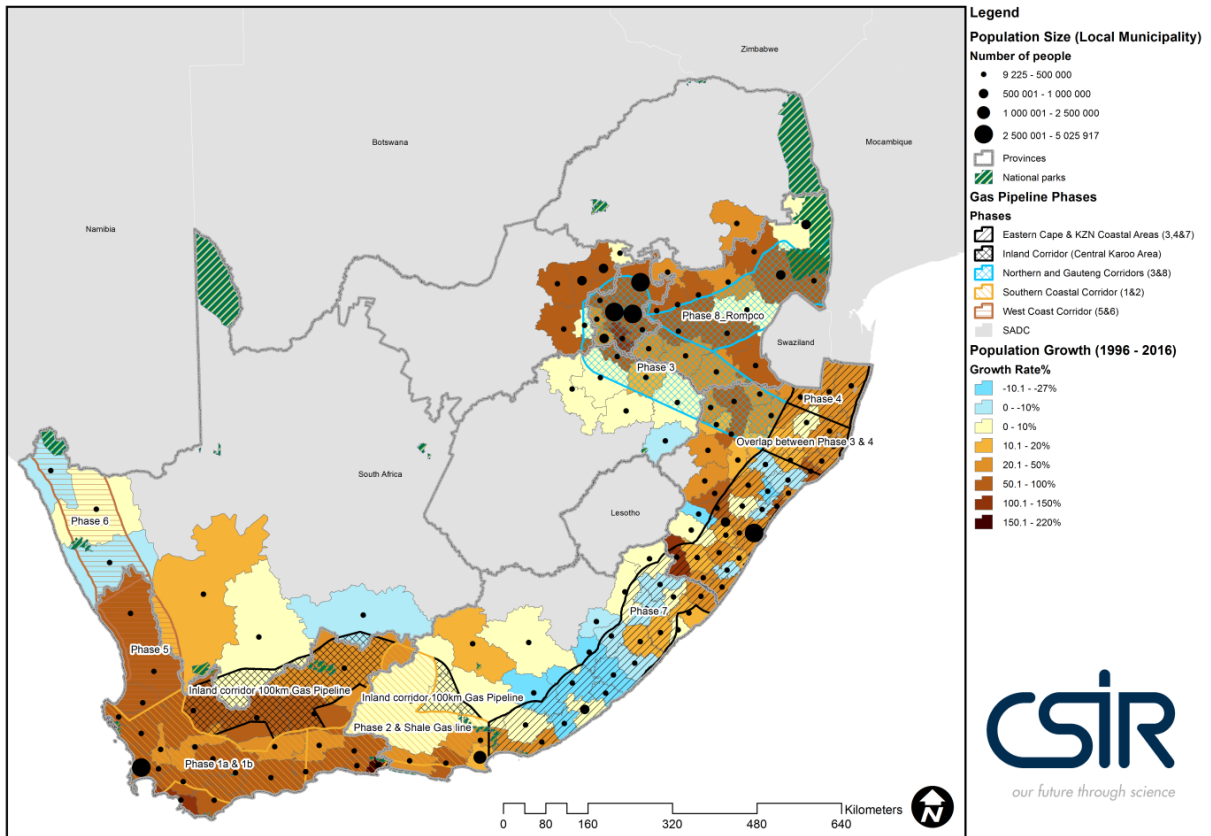 Zimbabwe
Botswana
Mozambique
Namibia
Phase 8_Rompco
Swaziland
Phase 3
Phase 4
Overlap between Phase 3 & 4
South Africa
Lesotho
Phase 6
Phase 7
Phase 5
Inland corridor 100km Gas Pipeline
Inland corridor 100km Gas Pipeline
Phase 2 & Shale Gas line
Phase 1a & 1b
Kilometers
0 80 160 320 480 640
N
Legend
Population Size (Local Municipality)
Number of people
9 225 - 500 000
500 001 - 1 000 000
1 000 001 - 2 500 000
2 500 001 - 5 025 917
Provinces
National parks
Gas Pipeline Phases
Phases
Eastern Cape & KZN Coastal Areas (3,4&7)
Inland Corridor (Central Karoo Area)
Northern and Gauteng Corridors (3&8)
Southern Coastal Corridor (1&2)
West Coast Corridor (5&6)
SADC
Population Growth (1996 - 2016)
Growth Rate%
-10.1 - -27%
0 - -10%
0 - 10%
10.1 - 20%
20.1 - 50%
50.1 - 100%
100.1 - 150%
150.1 - 220%
CSIR
our future through science